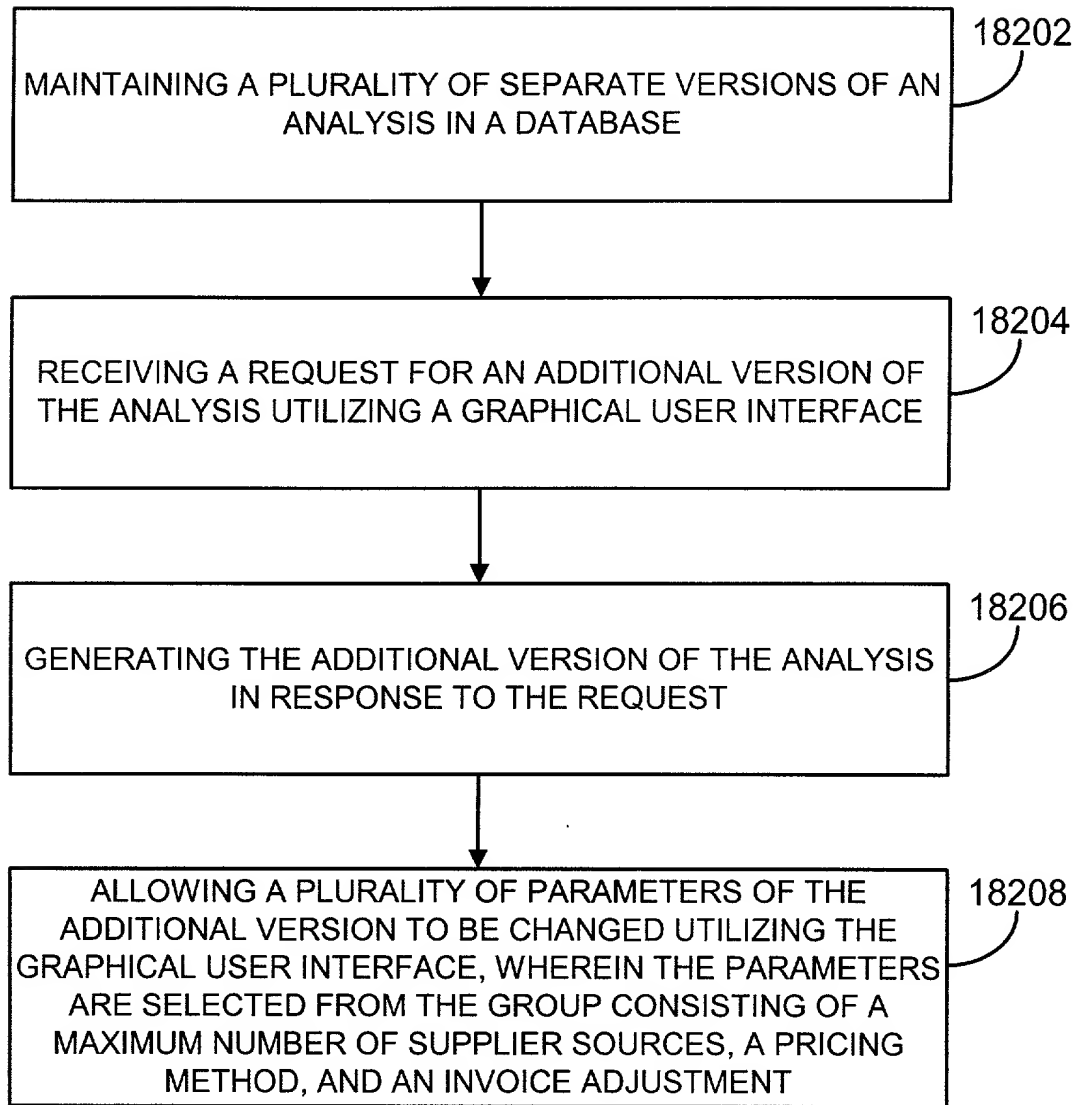 18202
MAINTAINING A PLURALITY OF SEPARATE VERSIONS OF AN
ANALYSIS IN A DATABASE
18204
RECEIVING A REQUEST FOR AN ADDITIONAL VERSION OF
THE ANALYSIS UTILIZING A GRAPHICAL USER INTERFACE
18206
GENERATING THE ADDITIONAL VERSION OF THE ANALYSIS
IN RESPONSE TO THE REQUEST
18208
ALLOWING A PLURALITY OF PARAMETERS OF THE
ADDITIONAL VERSION TO BE CHANGED UTILIZING THE
GRAPHICAL USER INTERFACE, WHEREIN THE PARAMETERS
ARE SELECTED FROM THE GROUP CONSISTING OF A
MAXIMUM NUMBER OF SUPPLIER SOURCES, A PRICING
METHOD, AND AN INVOICE ADJUSTMENT